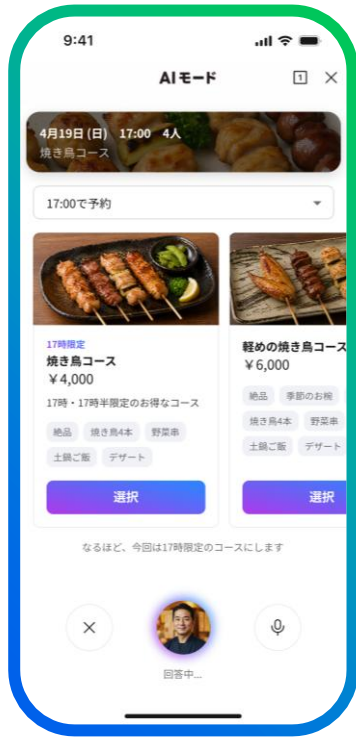 9:41
AIモード
1
4月19日 (日) 17:00 4人
焼き鳥コース
17:00で予約
17時限定
焼き鳥コース
￥4,000
17時・17時半限定のお得なコース
絶品 焼き鳥4本 野菜串
土鍋ご飯 デザート
選択
軽めの焼き鳥コース
￥6,000
絶品 季節のお椀
焼き鳥4本 野菜串
土鍋ご飯 デザート
選択
なるほど、今回は17時限定のコースにします
回答中...